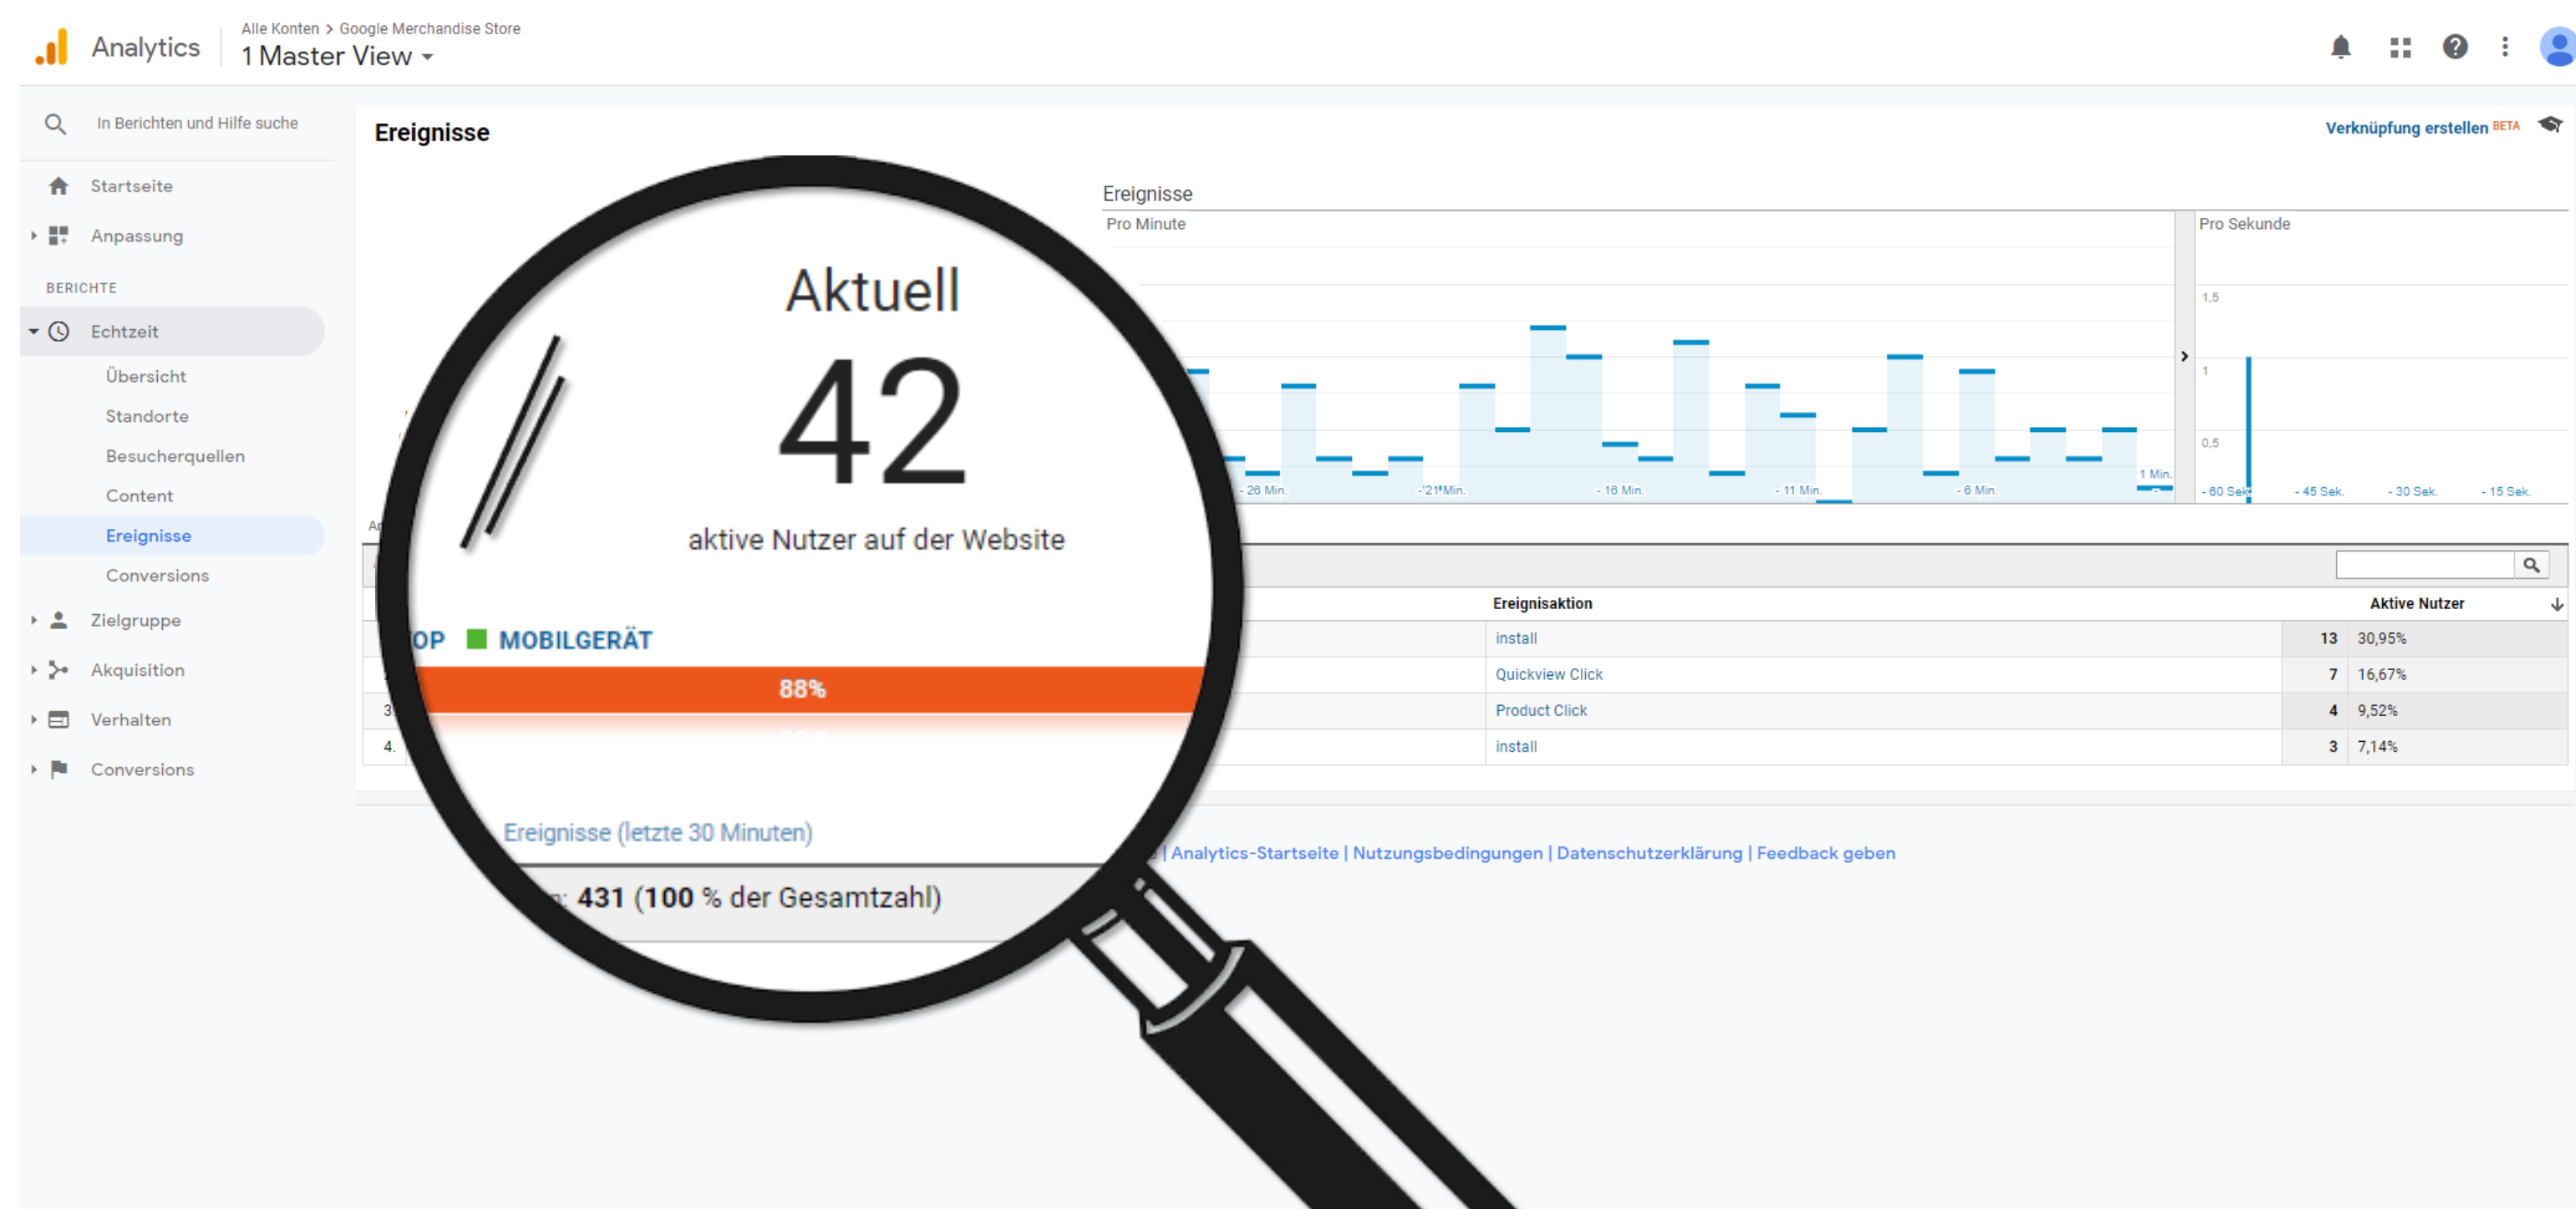 Analytics
Alle Konten > Google Merchandise Store
1 Master View
In Berichten und Hilfe suche
Startseite
Anpassung
BERICHTE
Echtzeit
Übersicht
Standorte
Besucherquellen
Content
Ereignisse
Conversions
Zielgruppe
Akquisition
Verhalten
Conversions
Ereignisse
Verknüpfung erstellen BETA
Aktuell
42
aktive Nutzer auf der Website
MOBILGERÄT
88%
Ereignisse (letzte 30 Minuten)
431 (100 % der Gesamtzahl)
Ereignisse
Pro Minute
- 26 Min. - 21 Min. - 16 Min. - 11 Min. - 6 Min. 1 Min.
Pro Sekunde
1,5
1
0,5
- 60 Sek. - 45 Sek. - 30 Sek. - 15 Sek.
Ereignisaktion Aktive Nutzer
install 13 30,95%
Quickview Click 7 16,67%
3. Product Click 4 9,52%
4. install 3 7,14%
| Analytics-Startseite | Nutzungsbedingungen | Datenschutzerklärung | Feedback geben